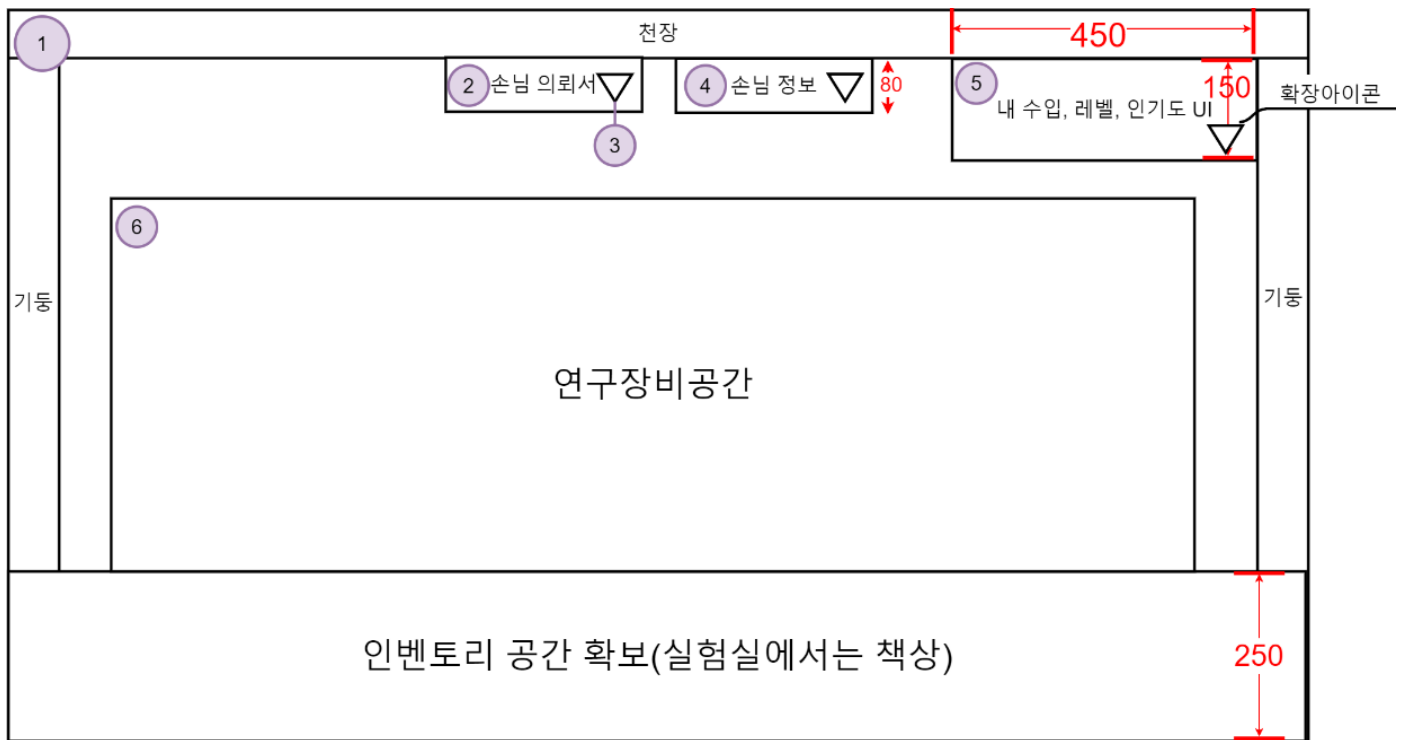 1
천장
450
2 손님 의뢰서
4 손님 정보
80
5
150
확장아이콘
내 수입, 레벨, 인기도 UI
3
6
기둥
기둥
연구장비공간
인벤토리 공간 확보(실험실에서는 책상)
250